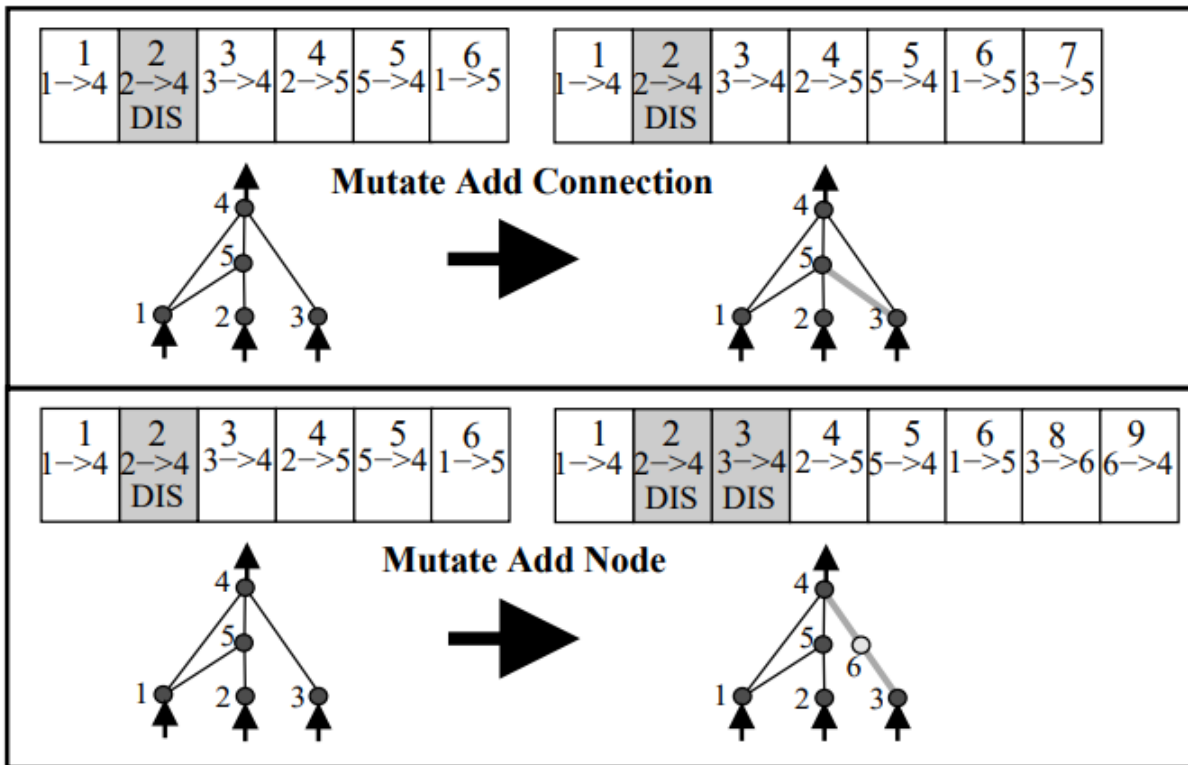 1 2 3 4 5 6
1->4 2->4 3->4 2->5 5->4 1->5
DIS
1 2 3 4 5 6 7
1->4 2->4 3->4 2->5 5->4 1->5 3->5
DIS
Mutate Add Connection
4
5
1 2 3
4
5
1 2 3
1 2 3 4 5 6
1->4 2->4 3->4 2->5 5->4 1->5
DIS
1 2 3 4 5 6 8 9
1->4 2->4 3->4 2->5 5->4 1->5 3->6 6->4
DIS DIS
Mutate Add Node
4
5
1 2 3
4
5
6
1 2 3